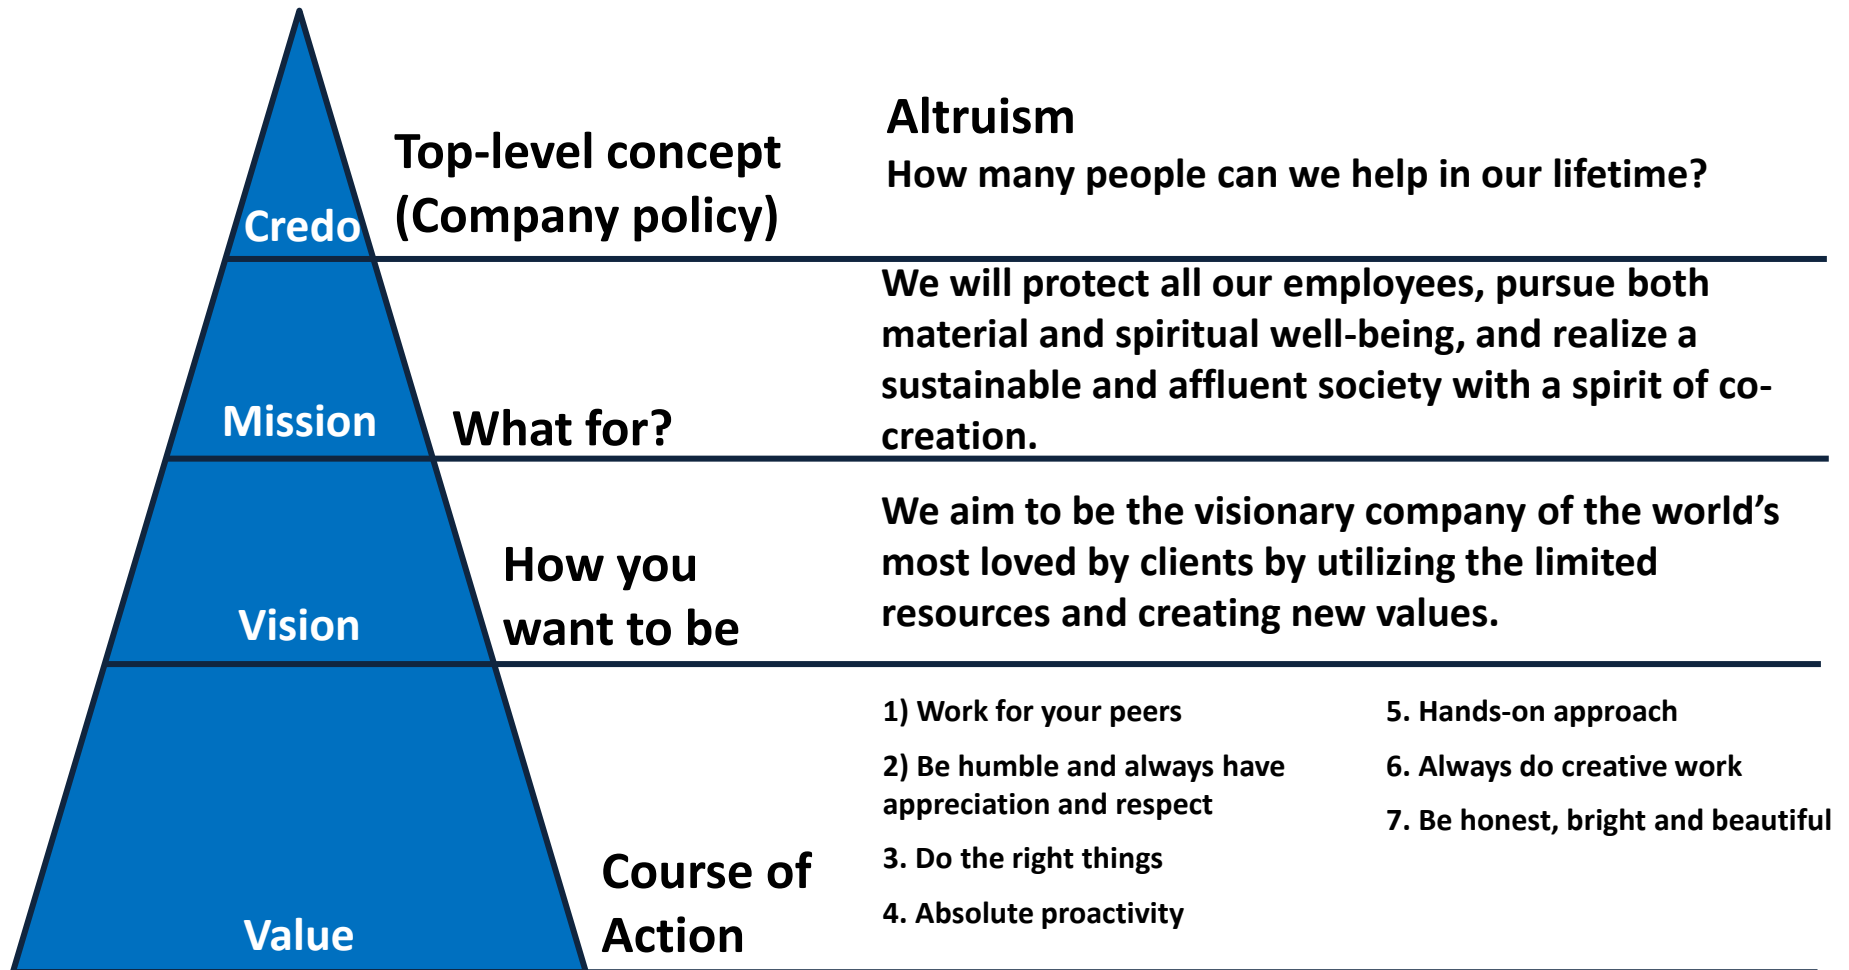 Credo
Top-level concept
(Company policy)
Altruism
How many people can we help in our lifetime?
Mission
What for?
We will protect all our employees, pursue both
material and spiritual well-being, and realize a
sustainable and affluent society with a spirit of co-
creation.
Vision
How you
want to be
We aim to be the visionary company of the world’s
most loved by clients by utilizing the limited
resources and creating new values.
Value
Course of
Action
1) Work for your peers
2) Be humble and always have
appreciation and respect
3. Do the right things
4. Absolute proactivity
5. Hands-on approach
6. Always do creative work
7. Be honest, bright and beautiful